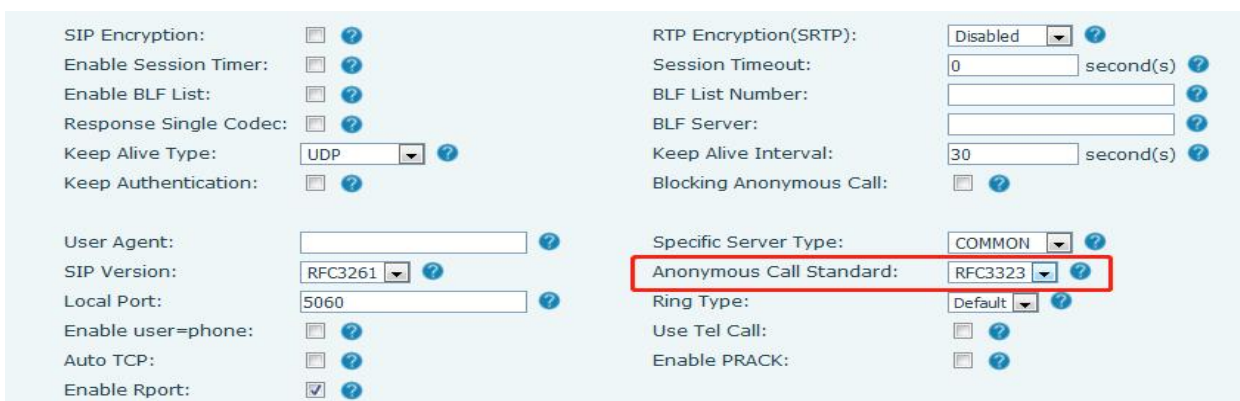 SIP Encryption: RTP Encryption(SRTP): Disabled
Enable Session Timer: Session Timeout: 0 second(s)
Enable BLF List: BLF List Number:
Response Single Codec: BLF Server:
Keep Alive Type: UDP Keep Alive Interval: 30 second(s)
Keep Authentication: Blocking Anonymous Call:
User Agent: Specific Server Type: COMMON
SIP Version: RFC3261 Anonymous Call Standard: RFC3323
Local Port: 5060 Ring Type: Default
Enable user=phone: Use Tel Call:
Auto TCP: Enable PRACK:
Enable Rport: